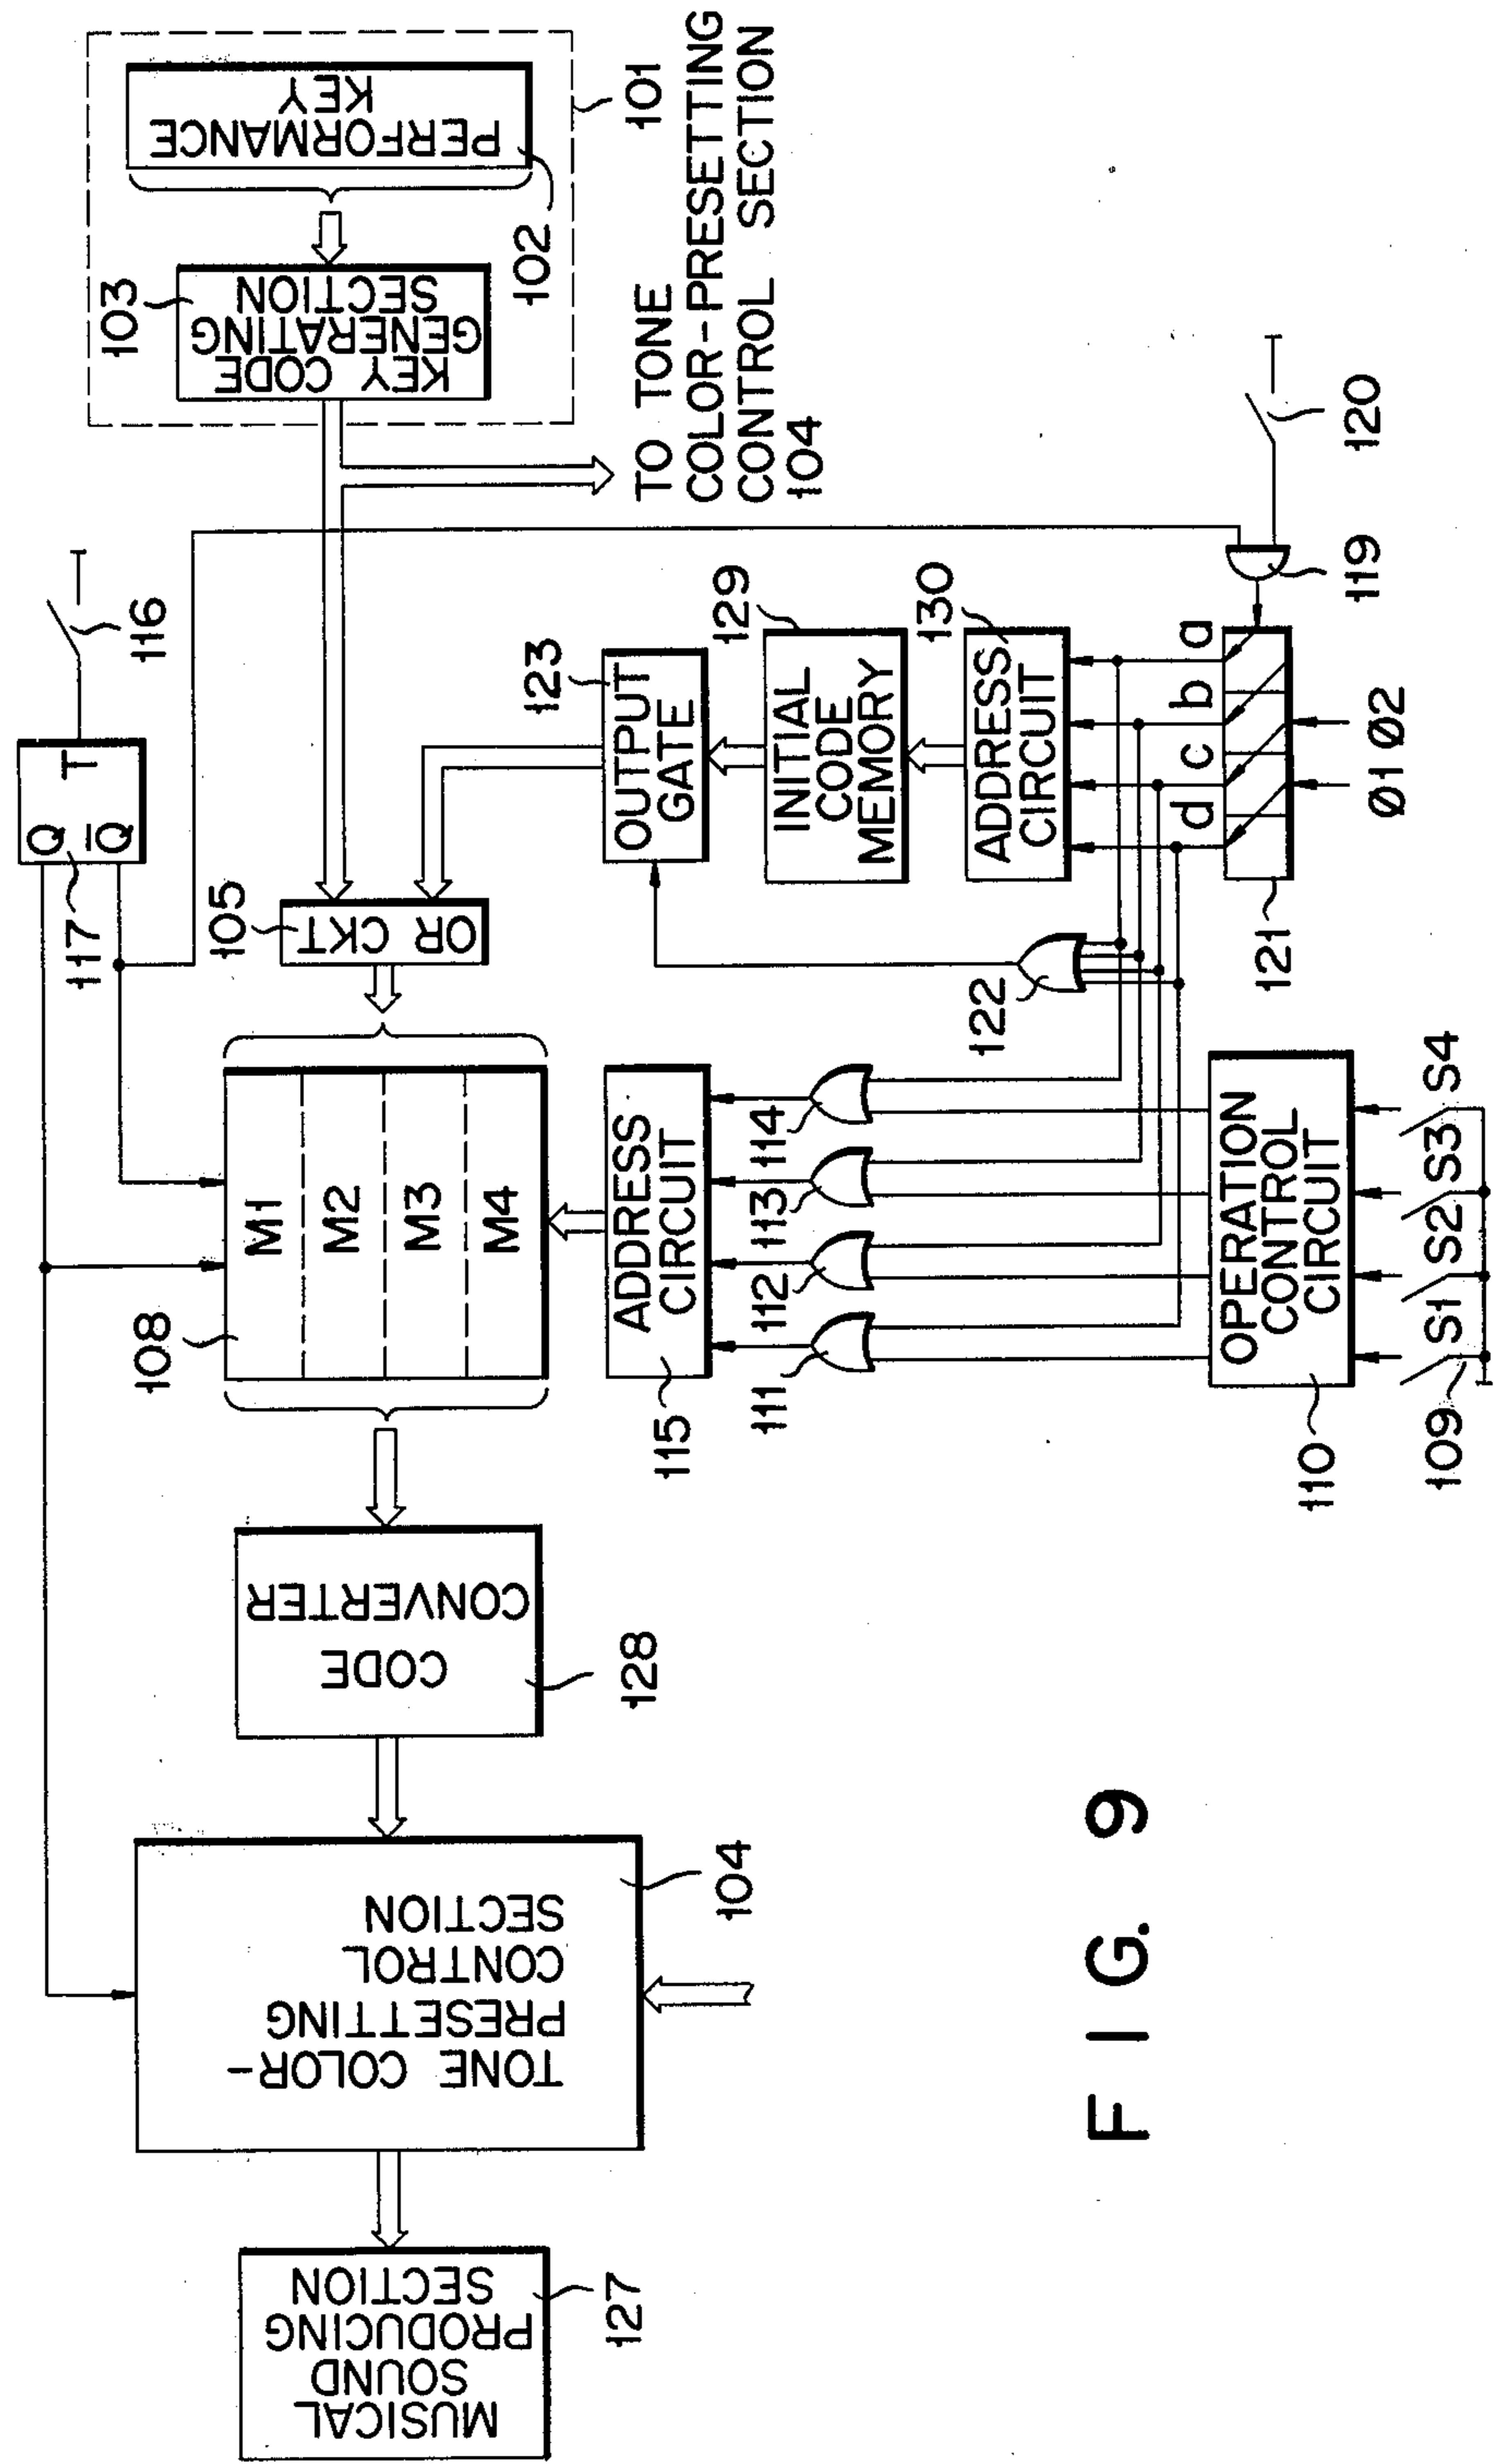 PERFORMANCE
KEY
102
101
KEY CODE
GENERATING
SECTION
103
TO TONE
COLOR-PRESETTING
CONTROL SECTION
104
116
Q T
Q
117
OR CKT
105
OUTPUT
GATE
123
INITIAL
CODE
MEMORY
129
ADDRESS
CIRCUIT
130
d c b a
121
Ø1 Ø2
119
120
122
108
M1
M2
M3
M4
ADDRESS
CIRCUIT
115
111
112
113
114
OPERATION
CONTROL
CIRCUIT
110
S1 S2 S3 S4
109
CODE
CONVERTER
128
TONE COLOR-
PRESETTING
CONTROL
SECTION
104
MUSICAL
SOUND
PRODUCING
SECTION
127
FIG. 9